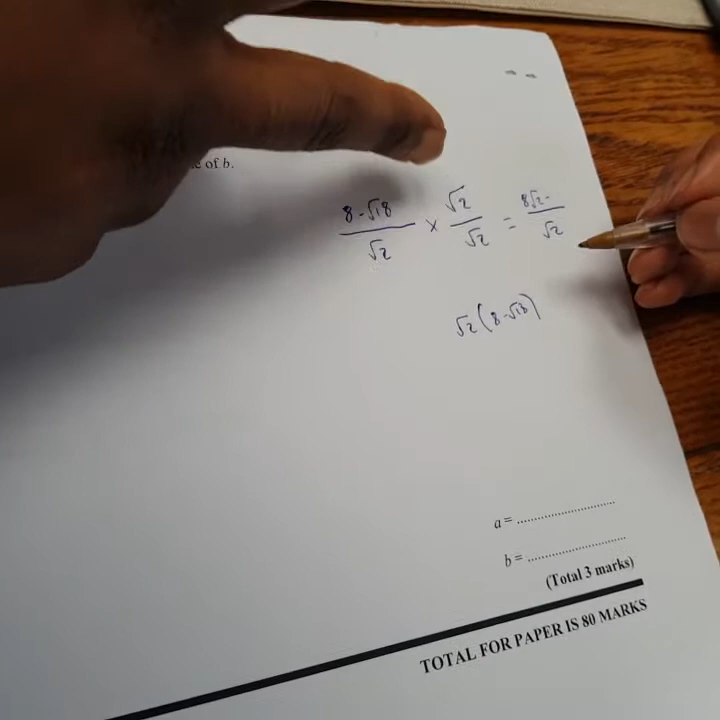 of b.
8-√18/√2 × √2/√2 = 8√2-/√2
√2(8-√18)
a = ....................
b = ....................
(Total 3 marks)
TOTAL FOR PAPER IS 80 MARKS